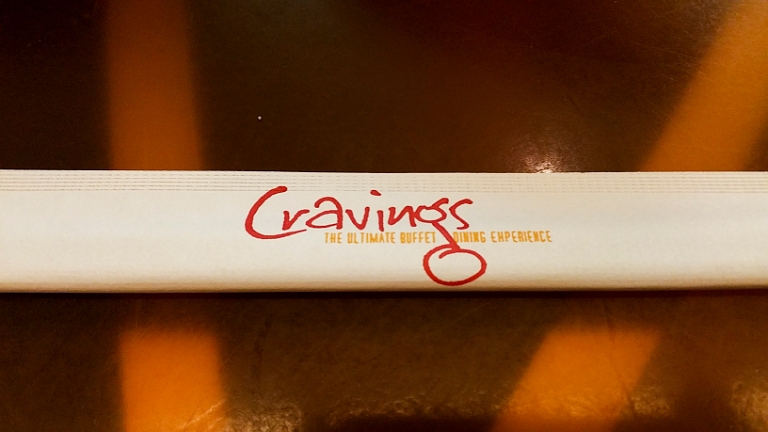 Cravings
THE ULTIMATE BUFFET DINING EXPERIENCE